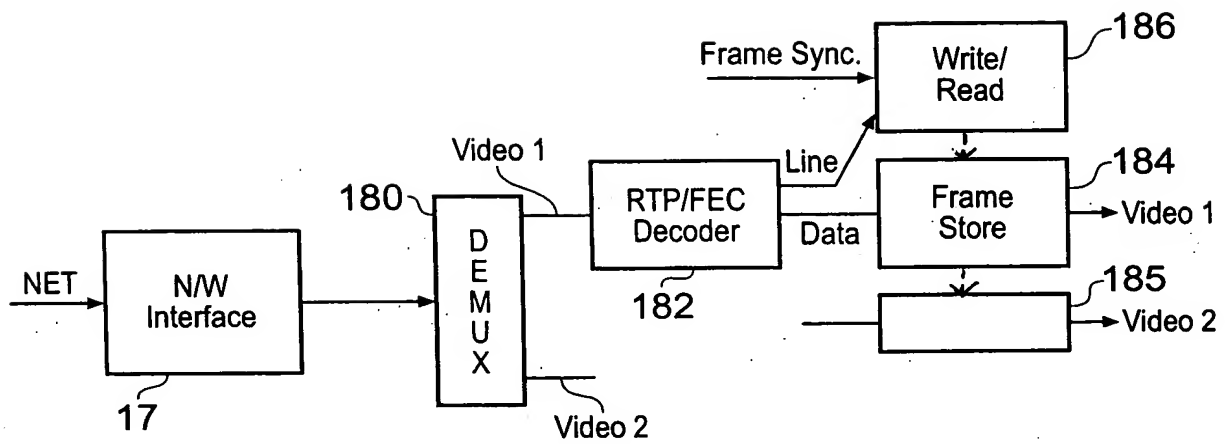 186
Frame Sync.
Write/
Read
Video 1
Line
184
180
RTP/FEC
Decoder
Frame
Store
Video 1
Data
D
E
M
U
X
NET
N/W
Interface
182
185
Video 2
17
Video 2